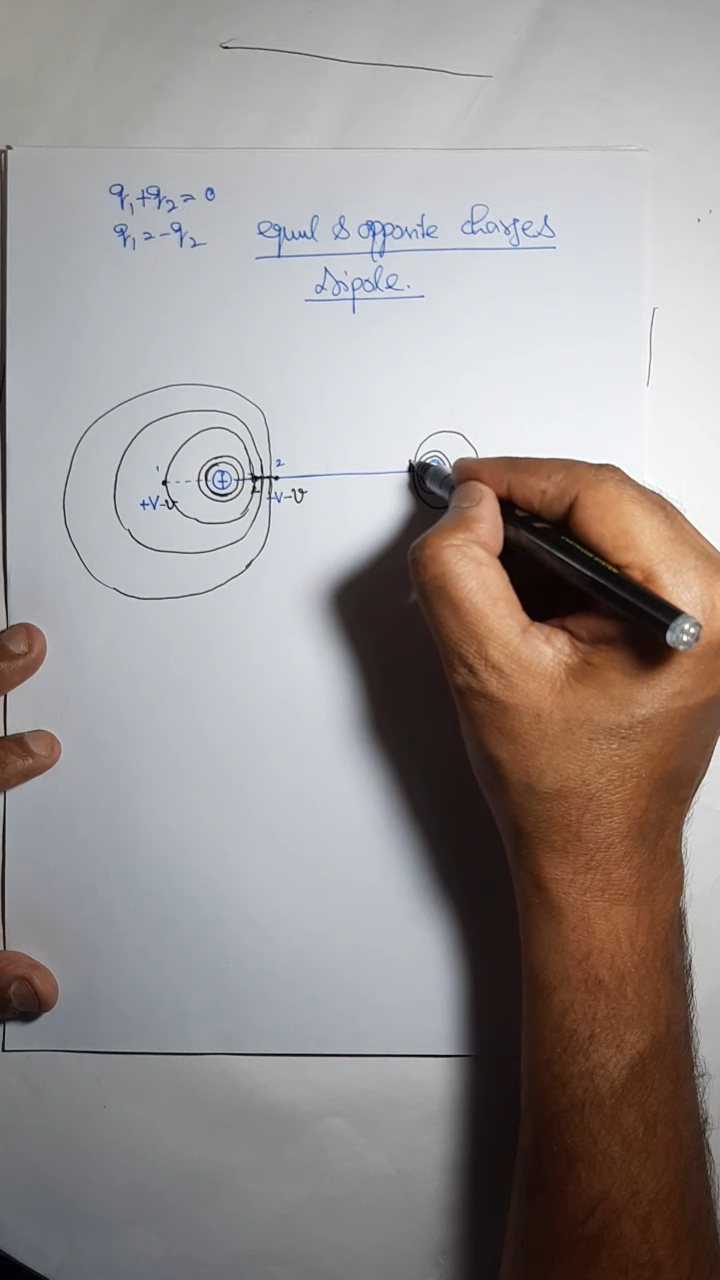 q₁+q₂=0
q₁=-q₂
equal & opposite charges
Dipole.
1
2
+
+V-v
+V-v